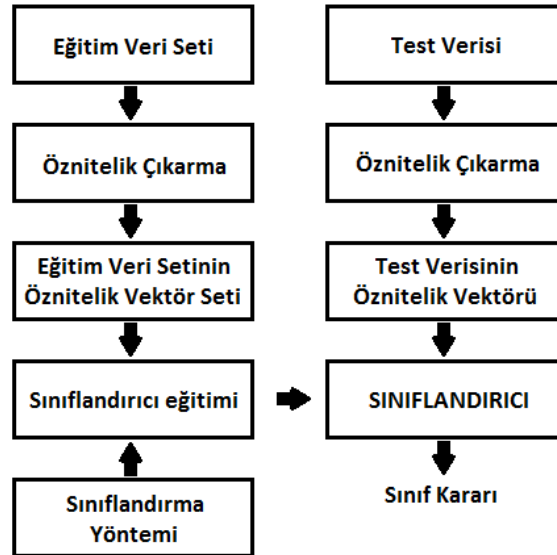 Eğitim Veri Seti
Öznitelik Çıkarma
Eğitim Veri Setinin
Öznitelik Vektör Seti
Sınıflandırıcı eğitimi
Sınıflandırma
Yöntemi
Test Verisi
Öznitelik Çıkarma
Test Verisinin
Öznitelik Vektörü
SINIFLANDIRICI
Sınıf Kararı